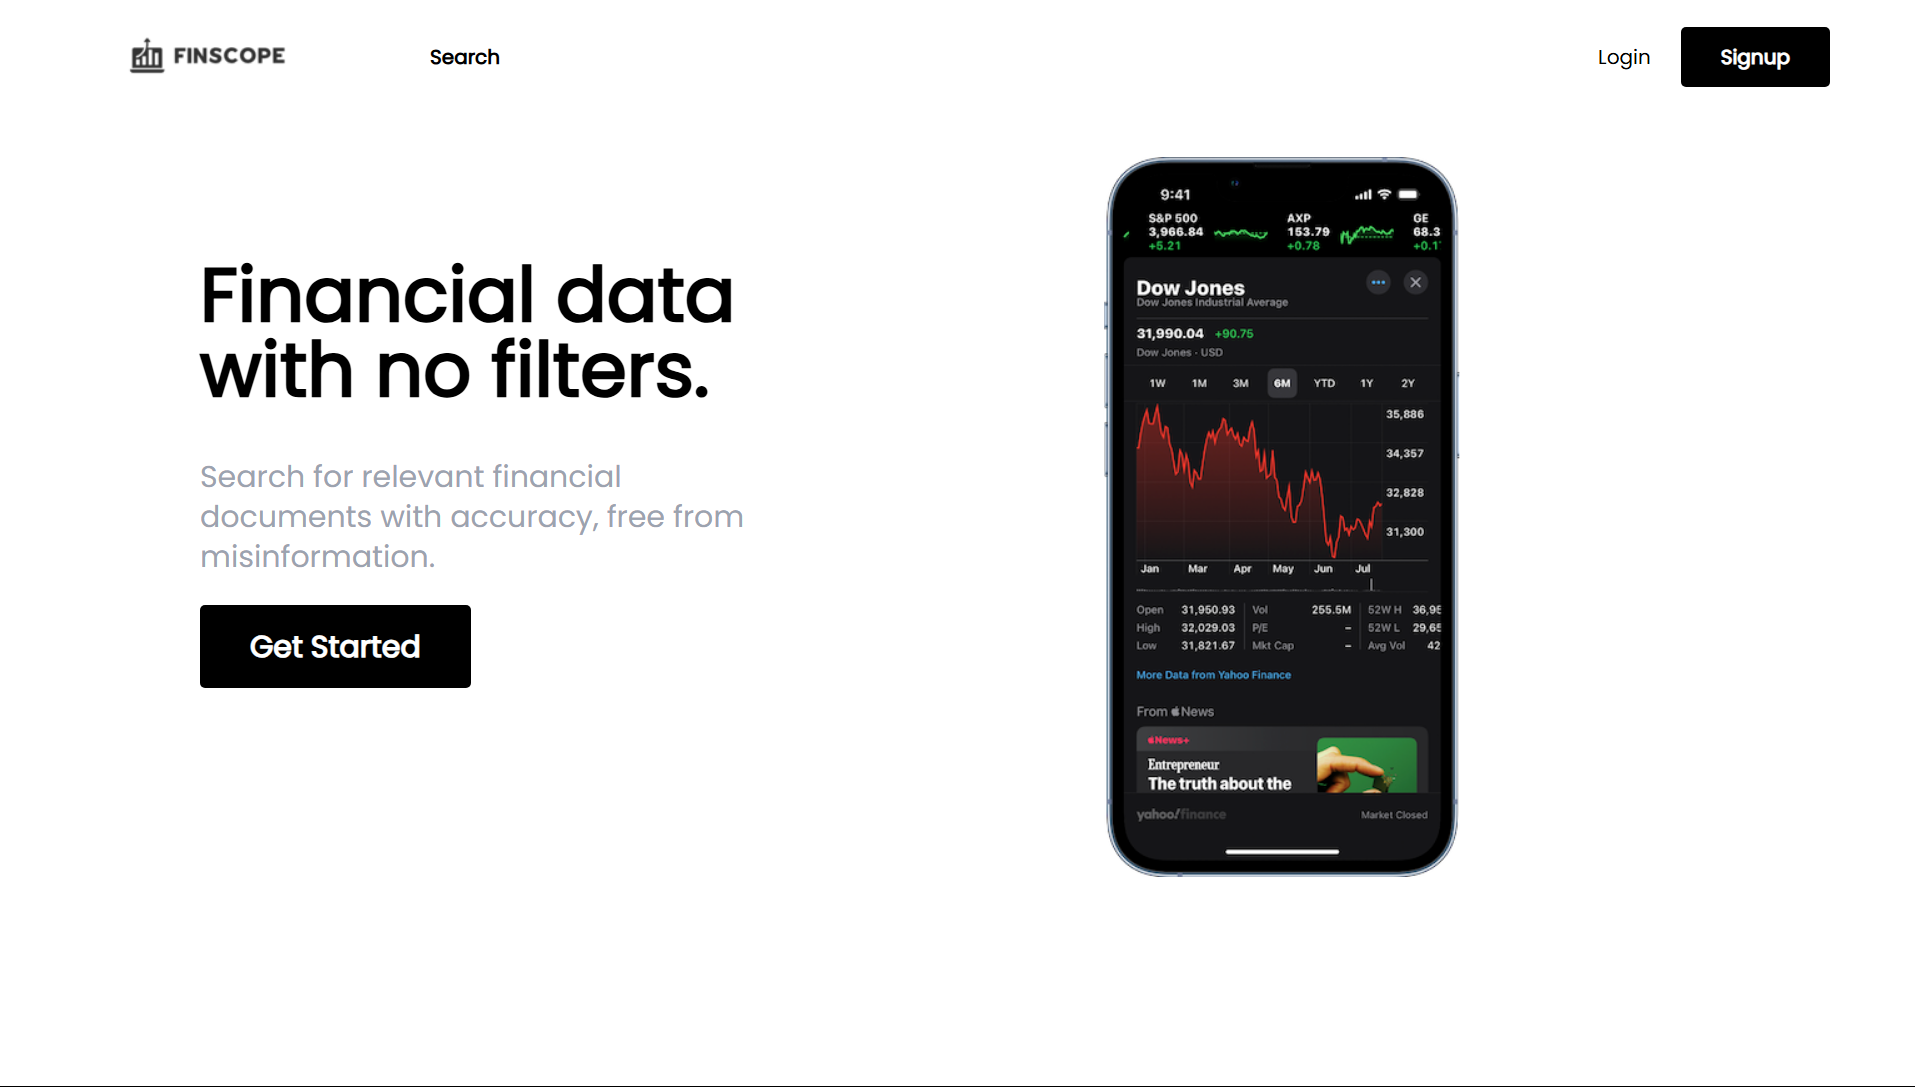 FINSCOPE
Search
Login
Signup
Financial data
with no filters.
Search for relevant financial
documents with accuracy, free from
misinformation.
Get Started
9:41
S&P 500 AXP GE
3,966.84 153.79 68.3
+5.21 +0.78 +0.1
Dow Jones
Dow Jones Industrial Average
31,990.04 +90.75
Dow Jones · USD
1W 1M 3M 6M YTD 1Y 2Y
35,886
34,357
32,828
31,300
Jan Mar Apr May Jun Jul
Open 31,950.93 Vol 255.5M 52W H 36,95
High 32,029.03 P/E – 52W L 29,65
Low 31,821.67 Mkt Cap – Avg Vol 42
More Data from Yahoo Finance
From News
News+
Entrepreneur
The truth about the
yahoo!finance
Market Closed